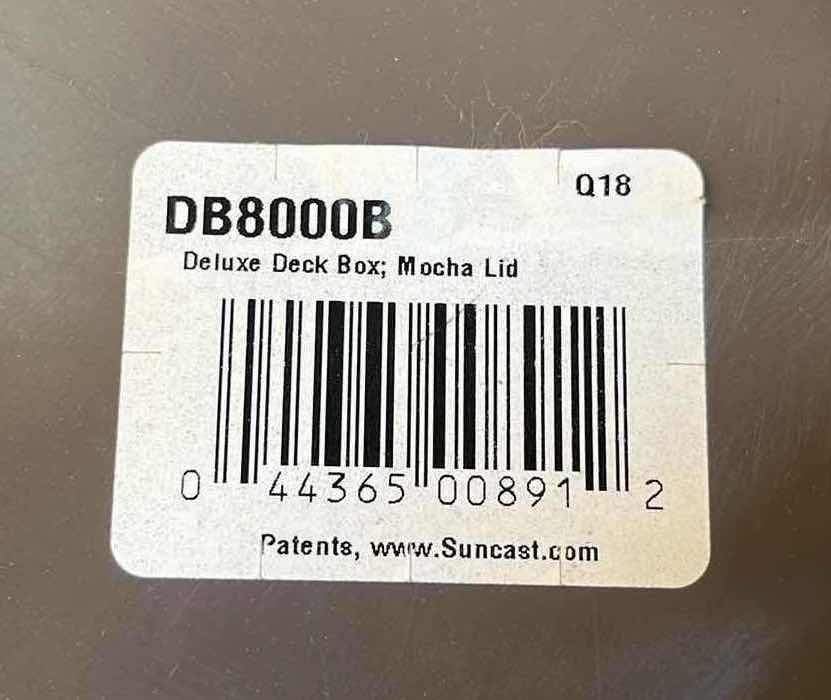 Q18
DB8000B
Deluxe Deck Box; Mocha Lid
0 44365 00891 2
Patents, www.Suncast.com